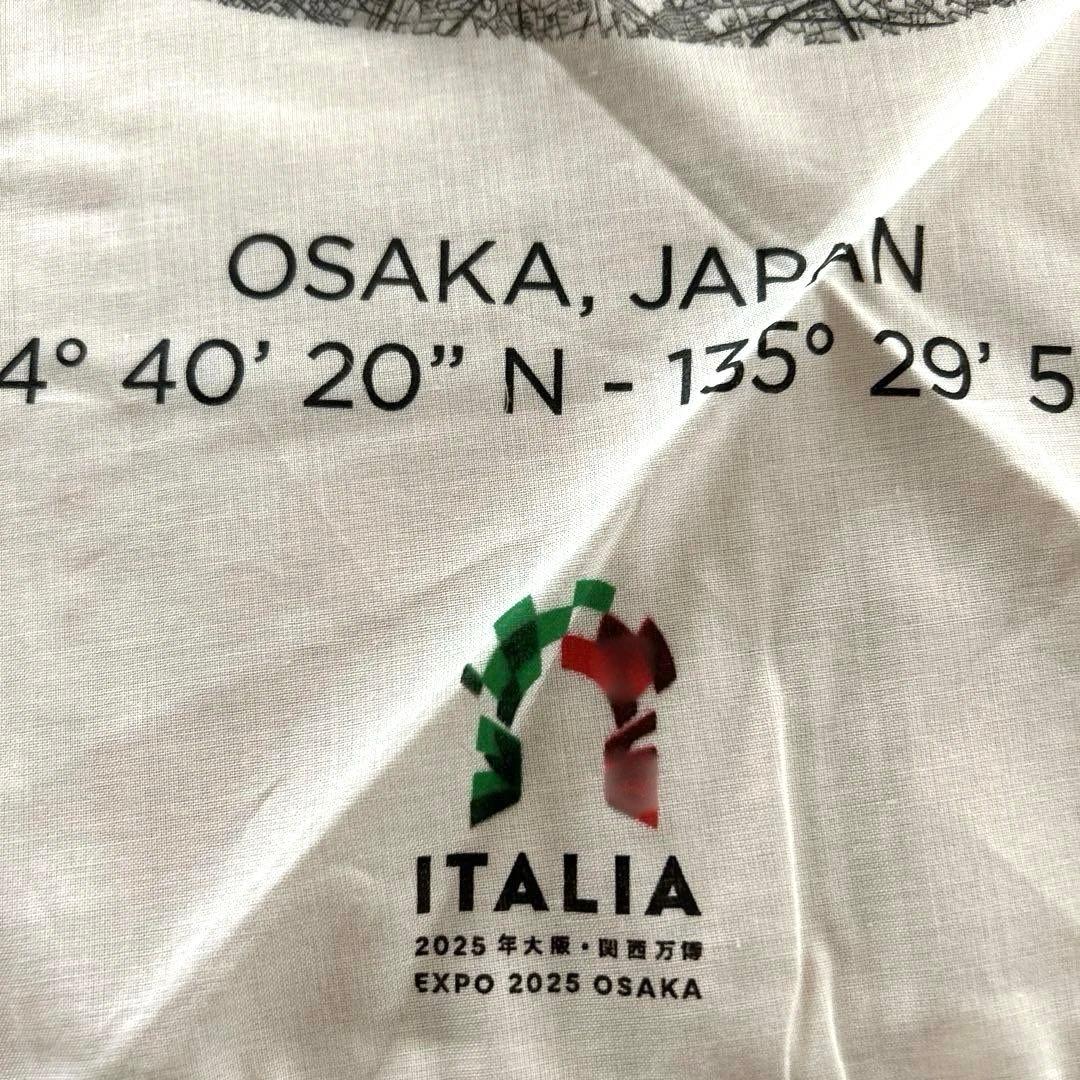 OSAKA, JAPAN
4° 40’ 20” N - 135° 29’ 5
ITALIA
2025 年大阪・関西万博
EXPO 2025 OSAKA